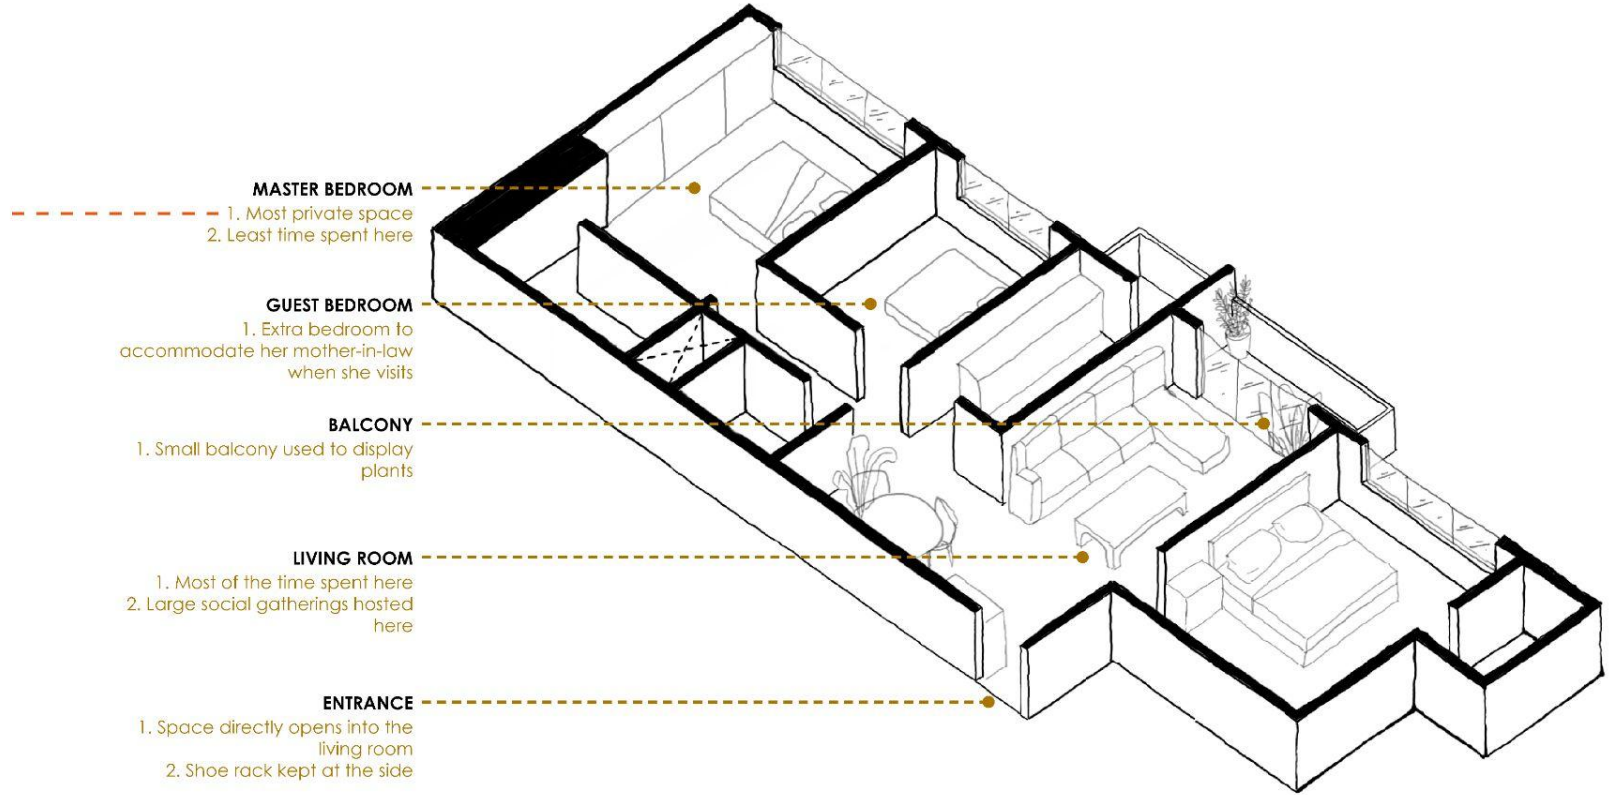 MASTER BEDROOM
1. Most private space
2. Least time spent here
GUEST BEDROOM
1. Extra bedroom to
accommodate her mother-in-law
when she visits
BALCONY
1. Small balcony used to display
plants
LIVING ROOM
1. Most of the time spent here
2. Large social gatherings hosted
here
ENTRANCE
1. Space directly opens into the
living room
2. Shoe rack kept at the side